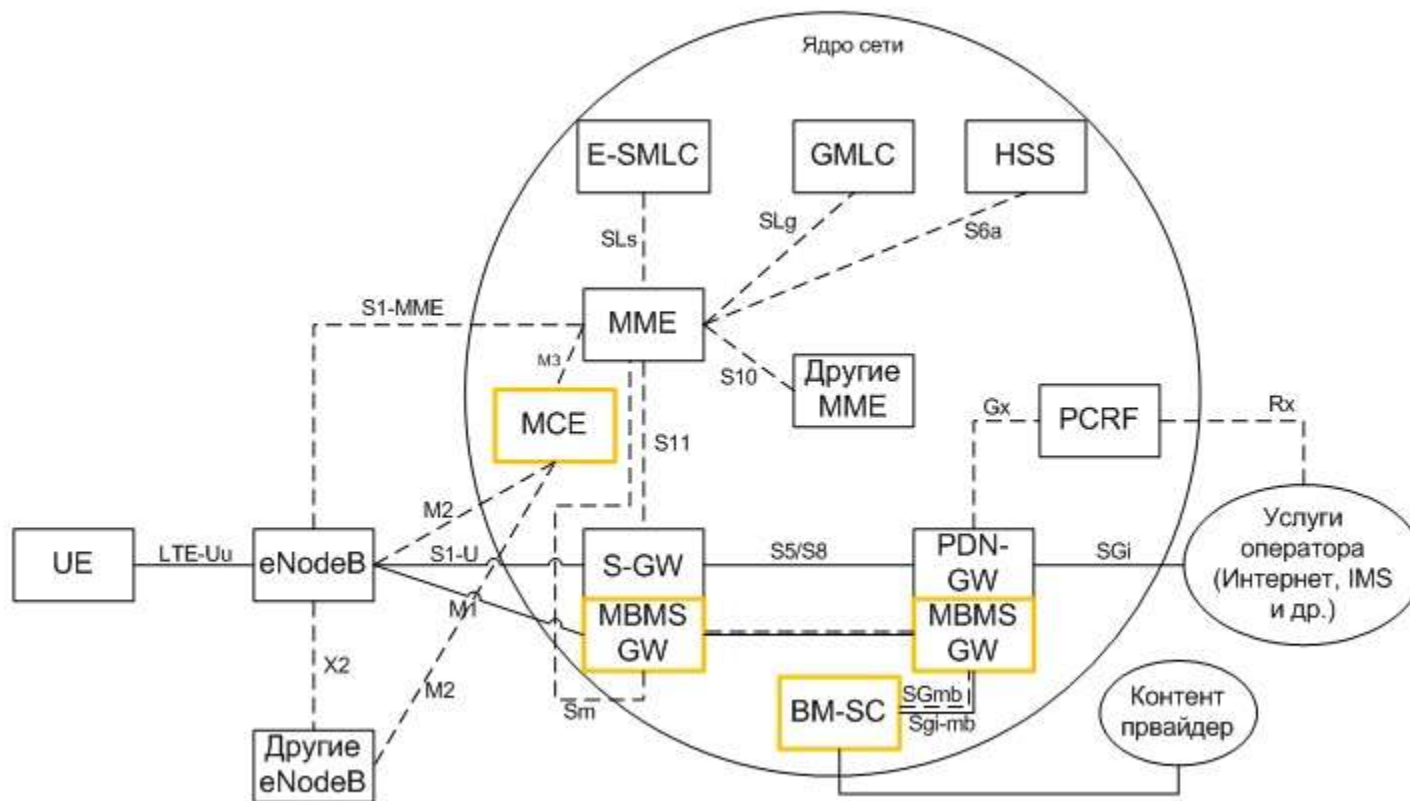 Ядро сети
E-SMLC
GMLC
HSS
SLs
SLg
S6a
S1-MME
MME
M3
S10
Другие
MME
MCE
S11
Gx
PCRF
Rx
M2
UE
LTE-Uu
eNodeB
S1-U
S-GW
S5/S8
PDN-
GW
SGi
Услуги
оператора
(Интернет, IMS
и др.)
M1
MBMS
GW
MBMS
GW
X2
M2
Sm
BM-SC
SGmb
Sgi-mb
Контент
првайдер
Другие
eNodeB